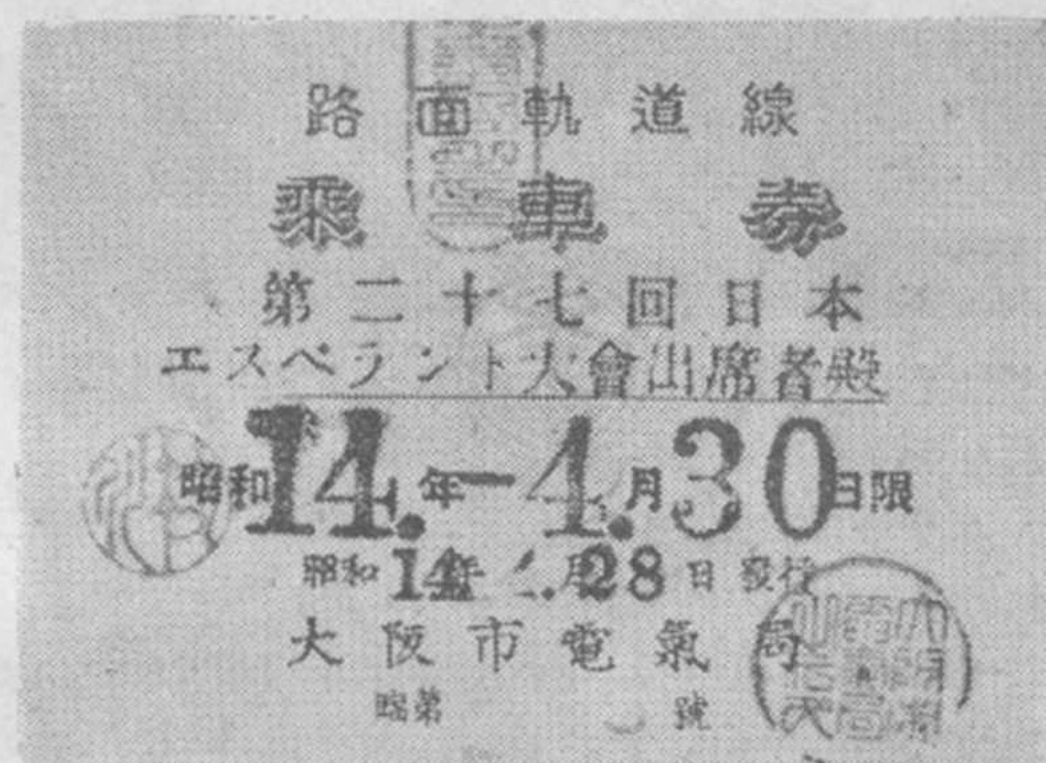 路面軌道線
乘車券
第二十七回日本
エスペラント大會出席者殿
昭和14.年-4.月30日限
昭和14年4.月28日發行
大阪市電氣局
臨第 號